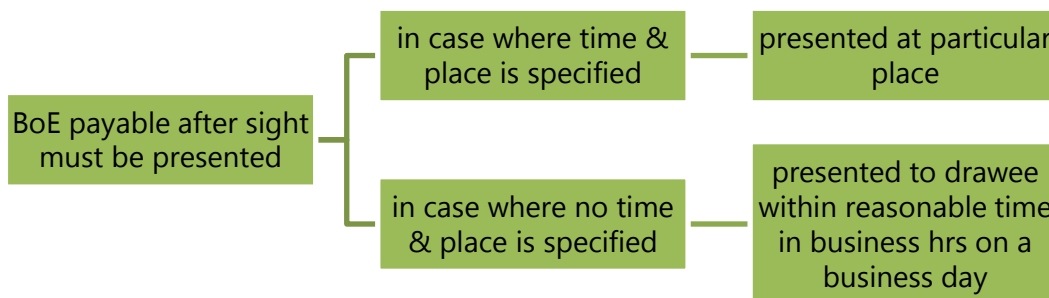 BoE payable after sight
must be presented
in case where time &
place is specified
presented at particular
place
in case where no time
& place is specified
presented to drawee
within reasonable time
in business hrs on a
business day